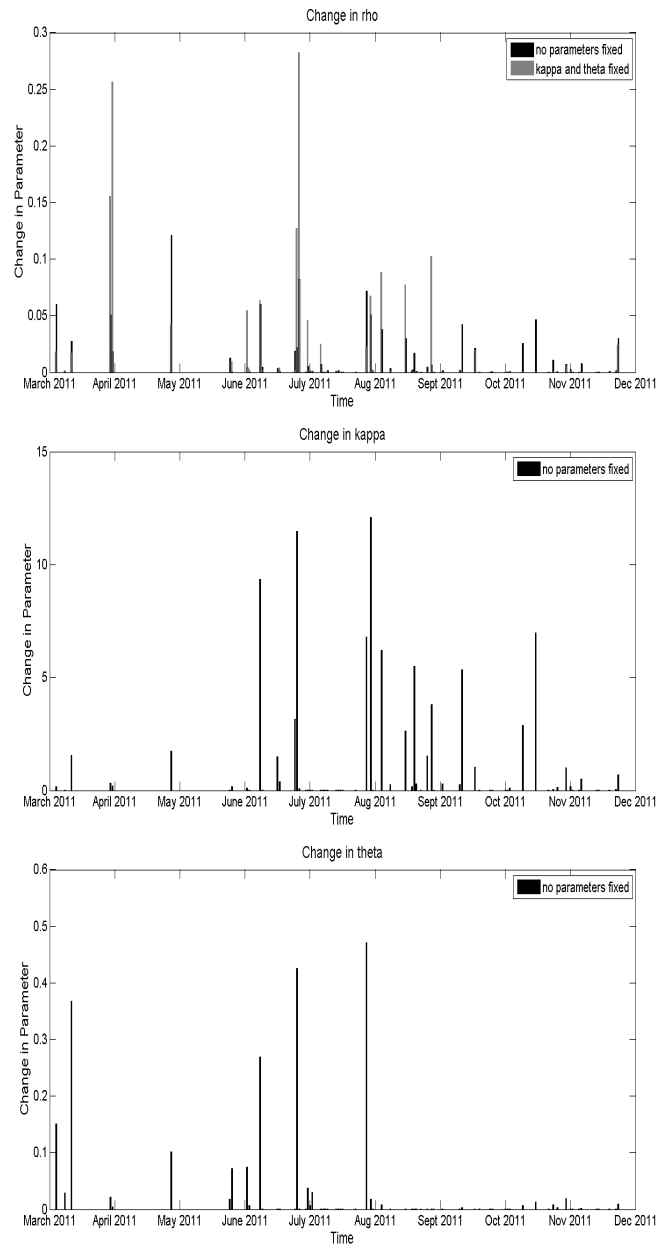 Change in rho
0.3
0.25
0.2
0.15
0.1
0.05
0
Change in Parameter
no parameters fixed
kappa and theta fixed
March 2011 April 2011 May 2011 June 2011 July 2011 Aug 2011 Sept 2011 Oct 2011 Nov 2011 Dec 2011
Time
Change in kappa
15
10
5
0
Change in Parameter
no parameters fixed
March 2011 April 2011 May 2011 June 2011 July 2011 Aug 2011 Sept 2011 Oct 2011 Nov 2011 Dec 2011
Time
Change in theta
0.6
0.5
0.4
0.3
0.2
0.1
0
Change in Parameter
no parameters fixed
March 2011 April 2011 May 2011 June 2011 July 2011 Aug 2011 Sept 2011 Oct 2011 Nov 2011 Dec 2011
Time